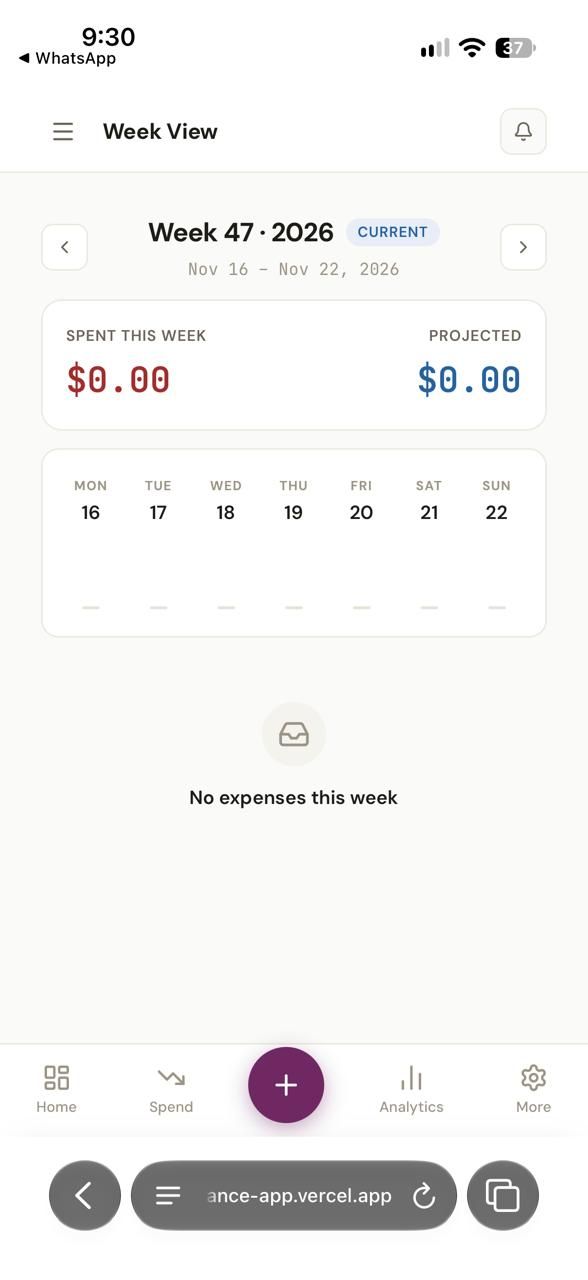 9:30
37
◀ WhatsApp
Week View
Week 47 · 2026 CURRENT
Nov 16 – Nov 22, 2026
SPENT THIS WEEK PROJECTED
$0.00 $0.00
MON TUE WED THU FRI SAT SUN
16 17 18 19 20 21 22
No expenses this week
Home Spend Analytics More
ance-app.vercel.app